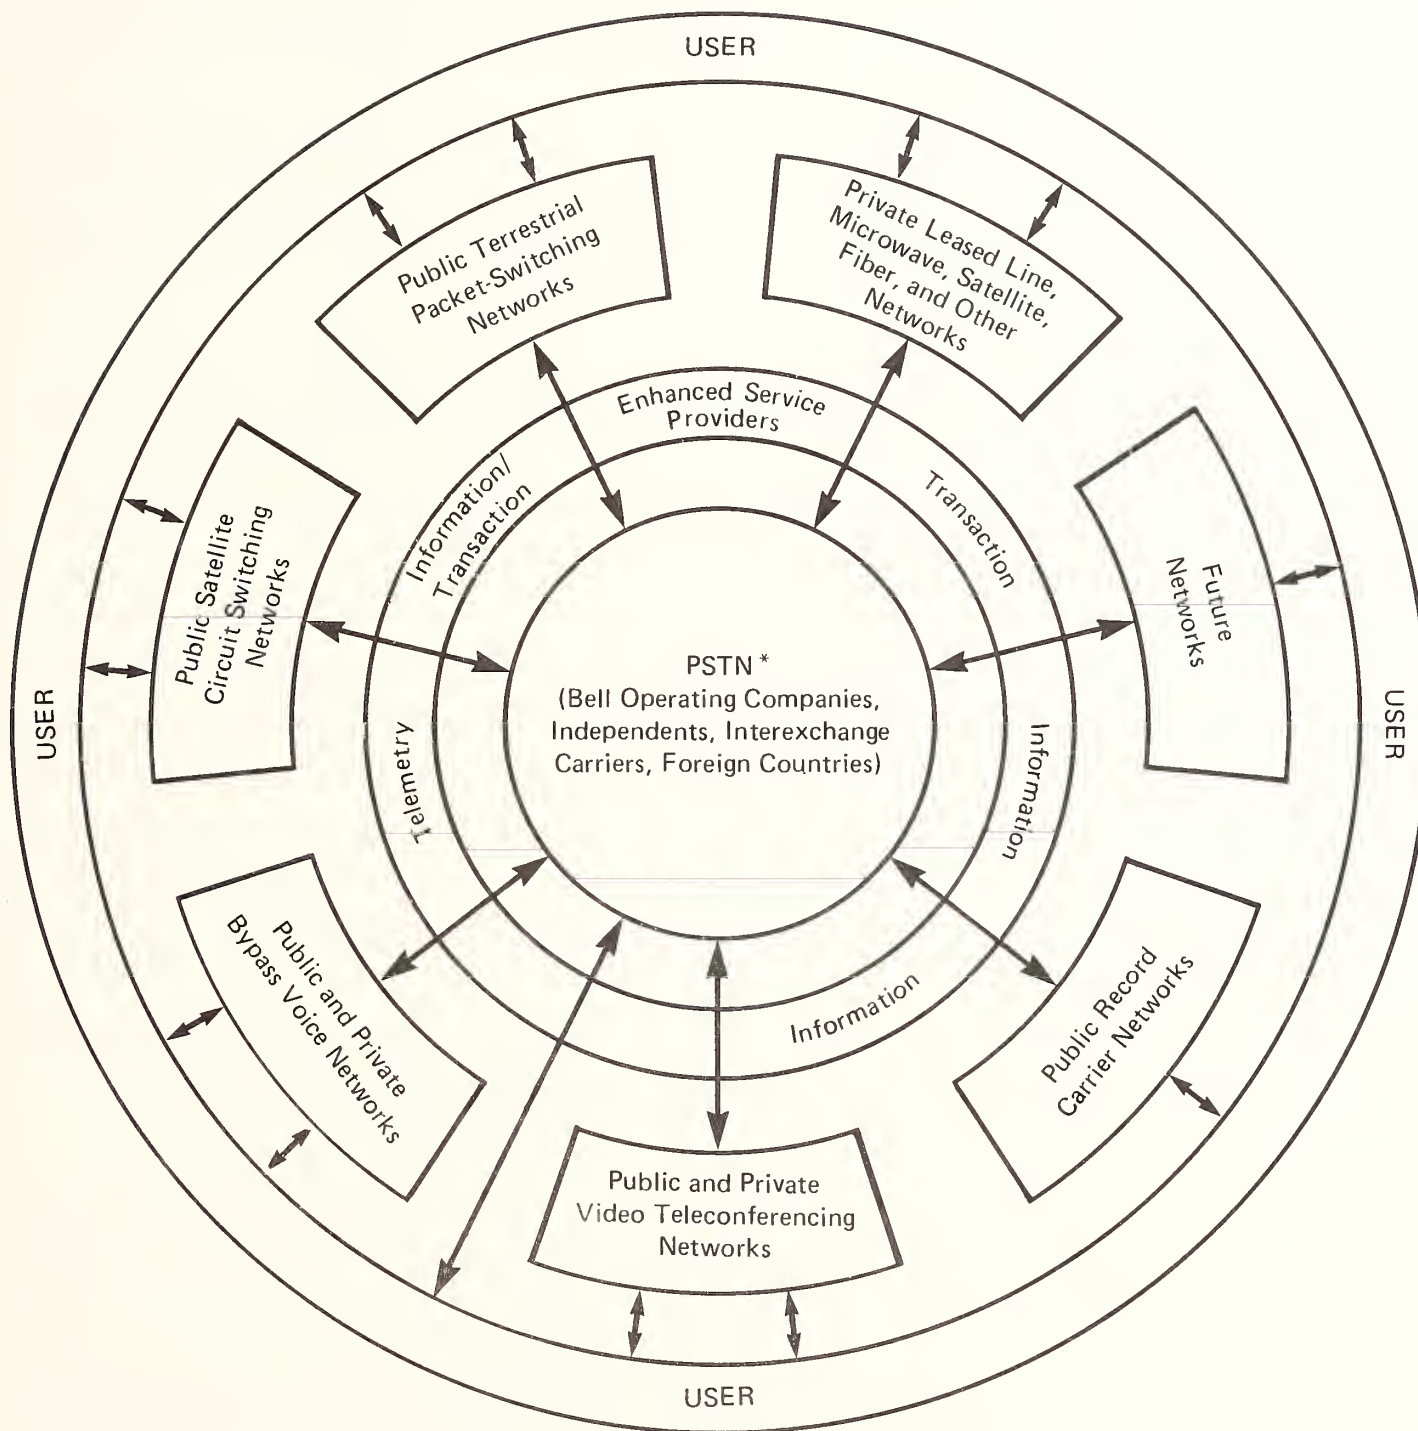 USER
Public Terrestrial
Packet-Switching
Networks
Private Leased Line,
Microwave, Satellite,
Fiber, and Other
Networks
Enhanced Service
Providers
Information/
Transaction
Transaction
Public Satellite
Circuit Switching
Networks
Future
Networks
USER
USER
PSTN *
(Bell Operating Companies,
Independents, Interexchange
Carriers, Foreign Countries)
Telemetry
Information
Information
Public and Private
Bypass Voice Networks
Public Record
Carrier Networks
Public and Private
Video Teleconferencing
Networks
USER